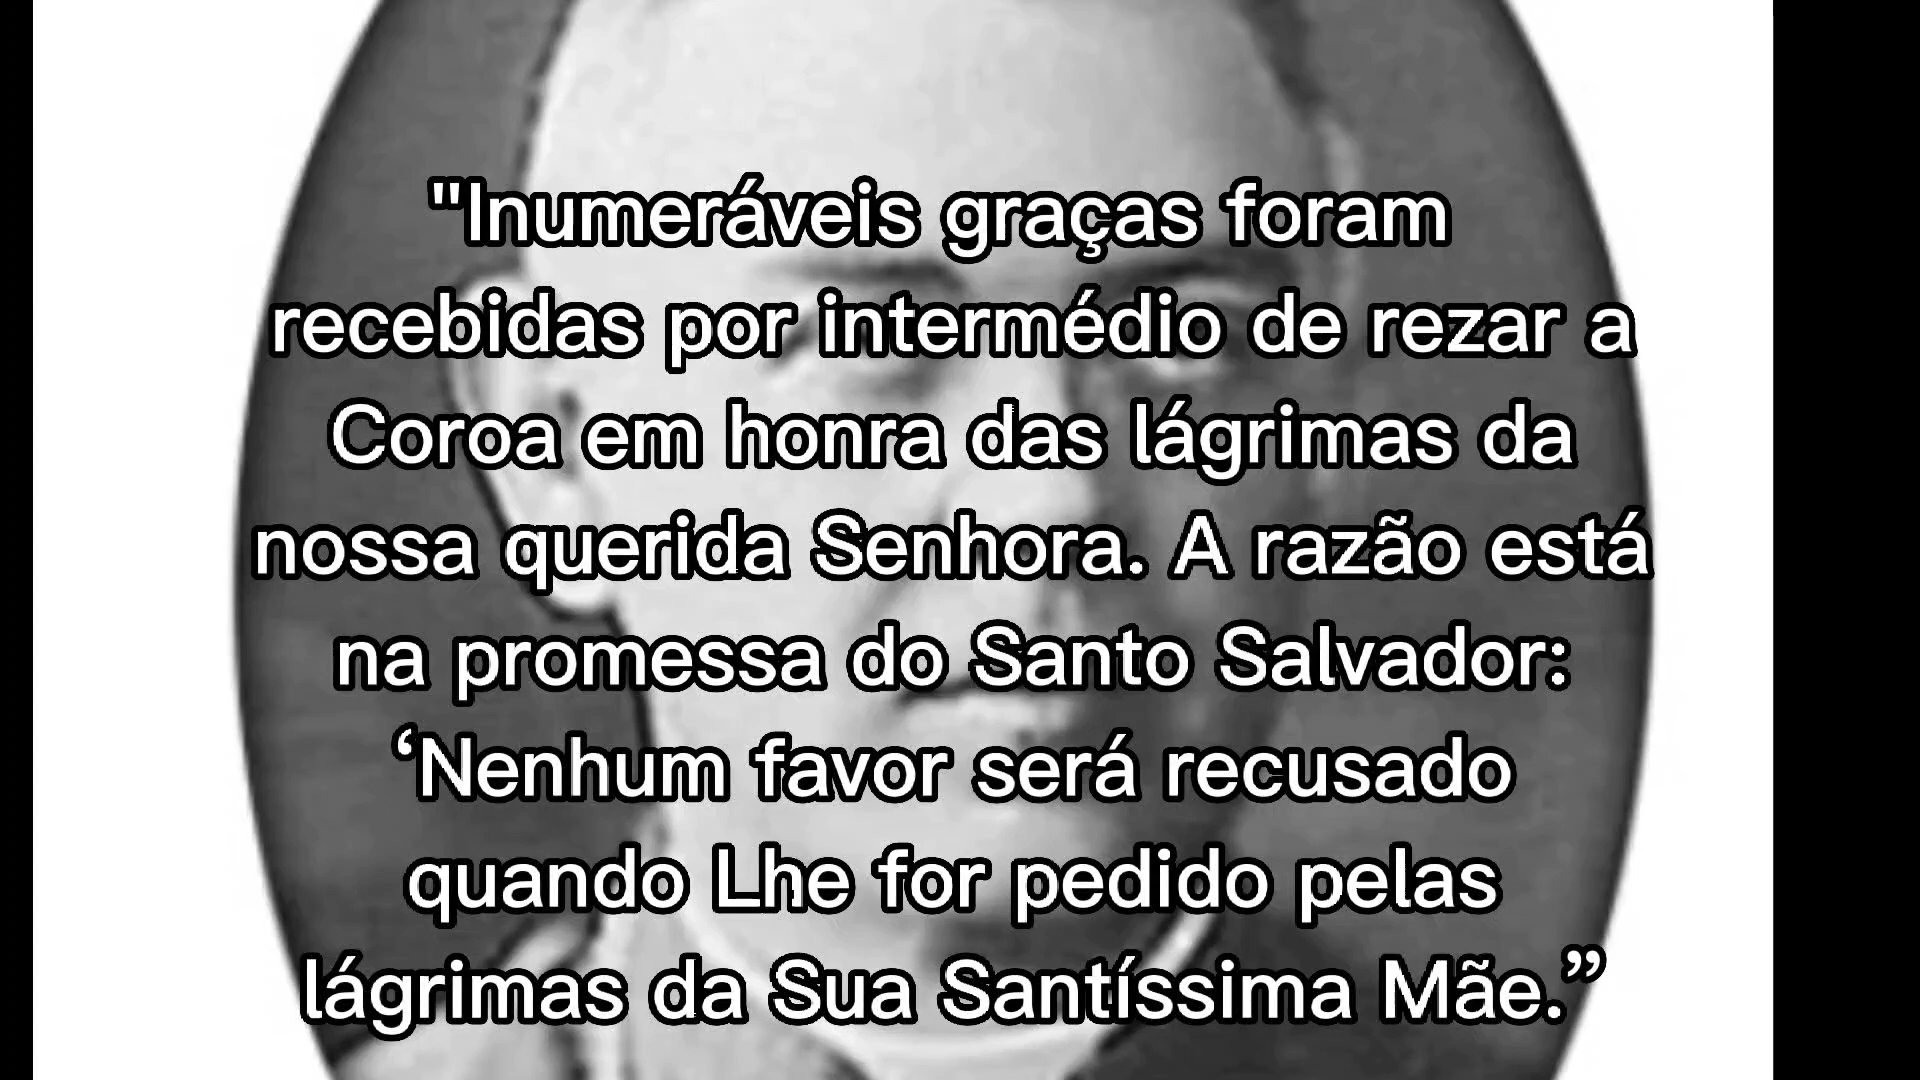 "Inumeráveis graças foram
recebidas por intermédio de rezar a
Coroa em honra das lágrimas da
nossa querida Senhora. A razão está
na promessa do Santo Salvador:
‘Nenhum favor será recusado
quando Lhe for pedido pelas
lágrimas da Sua Santíssima Mãe.”